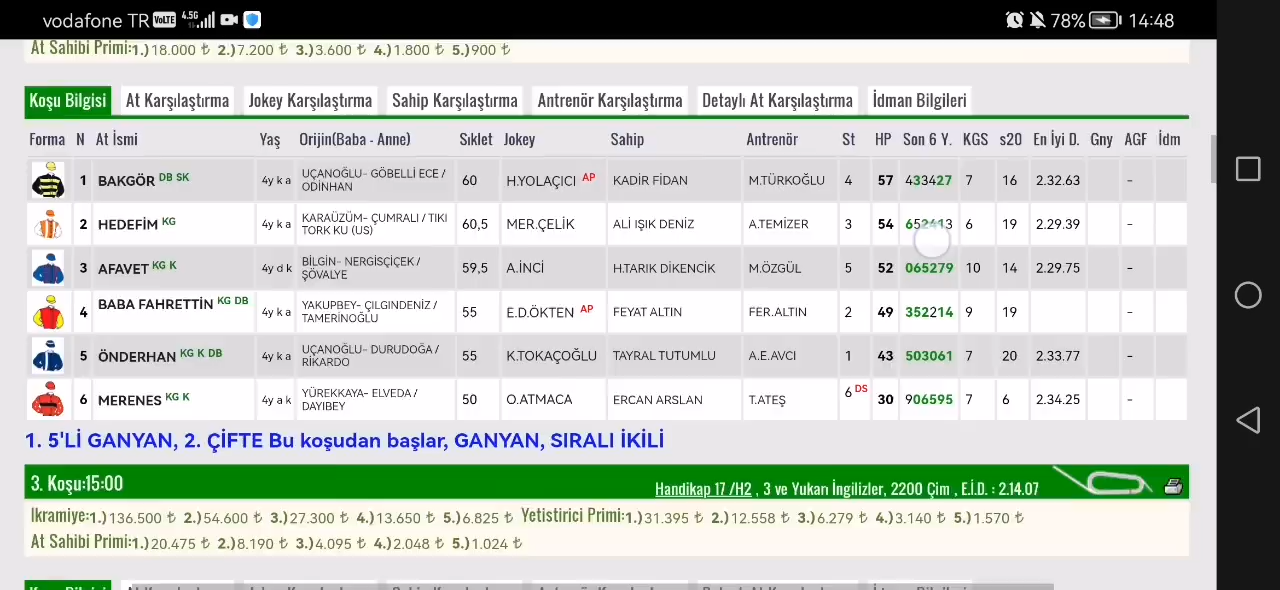 vodafone TR VoLTE 4.5G 78% 14:48
At Sahibi Primi:1.)18.000 ₺ 2.)7.200 ₺ 3.)3.600 ₺ 4.)1.800 ₺ 5.)900 ₺
Koşu Bilgisi At Karşılaştırma Jokey Karşılaştırma Sahip Karşılaştırma Antrenör Karşılaştırma Detaylı At Karşılaştırma İdman Bilgileri
Forma N At İsmi Yaş Orijin(Baba - Anne) Sıklet Jokey Sahip Antrenör St HP Son 6 Y. KGS s20 En İyi D. Gny AGF İdm
1 BAKGÖR DB SK 4y k a UÇANOĞLU- GÖBELLİ ECE / ODİNHAN 60 H.YOLAÇICI AP KADİR FİDAN M.TÜRKOĞLU 4 57 433427 7 16 2.32.63 -
2 HEDEFİM KG 4y k a KARAÜZÜM- ÇUMRALI / TIKI TORK KU (US) 60,5 MER.ÇELİK ALİ IŞIK DENİZ A.TEMİZER 3 54 652413 6 19 2.29.39 -
3 AFAVET KG K 4y d k BİLGİN- NERGİSÇİÇEK / ŞÖVALYE 59,5 A.İNCİ H.TARIK DİKENCİK M.ÖZGÜL 5 52 065279 10 14 2.29.75 -
4 BABA FAHRETTİN KG DB 4y k a YAKUPBEY- ÇILGINDENİZ / TAMERİNOĞLU 55 E.D.ÖKTEN AP FEYAT ALTIN FER.ALTIN 2 49 352214 9 19 -
5 ÖNDERHAN KG K DB 4y k a UÇANOĞLU- DURUDOĞA / RİKARDO 55 K.TOKAÇOĞLU TAYRAL TUTUMLU A.E.AVCI 1 43 503061 7 20 2.33.77 -
6 MERENES KG K 4y a k YÜREKKAYA- ELVEDA / DAYIBEY 50 O.ATMACA ERCAN ARSLAN T.ATEŞ 6 DS 30 906595 7 6 2.34.25 -
1. 5'Lİ GANYAN, 2. ÇİFTE Bu koşudan başlar, GANYAN, SIRALI İKİLİ
3. Koşu:15:00 Handikap 17 /H2 , 3 ve Yukarı İngilizler, 2200 Çim , E.İ.D. : 2.14.07
Ikramiye:1.)136.500 ₺ 2.)54.600 ₺ 3.)27.300 ₺ 4.)13.650 ₺ 5.)6.825 ₺ Yetistirici Primi:1.)31.395 ₺ 2.)12.558 ₺ 3.)6.279 ₺ 4.)3.140 ₺ 5.)1.570 ₺
At Sahibi Primi:1.)20.475 ₺ 2.)8.190 ₺ 3.)4.095 ₺ 4.)2.048 ₺ 5.)1.024 ₺